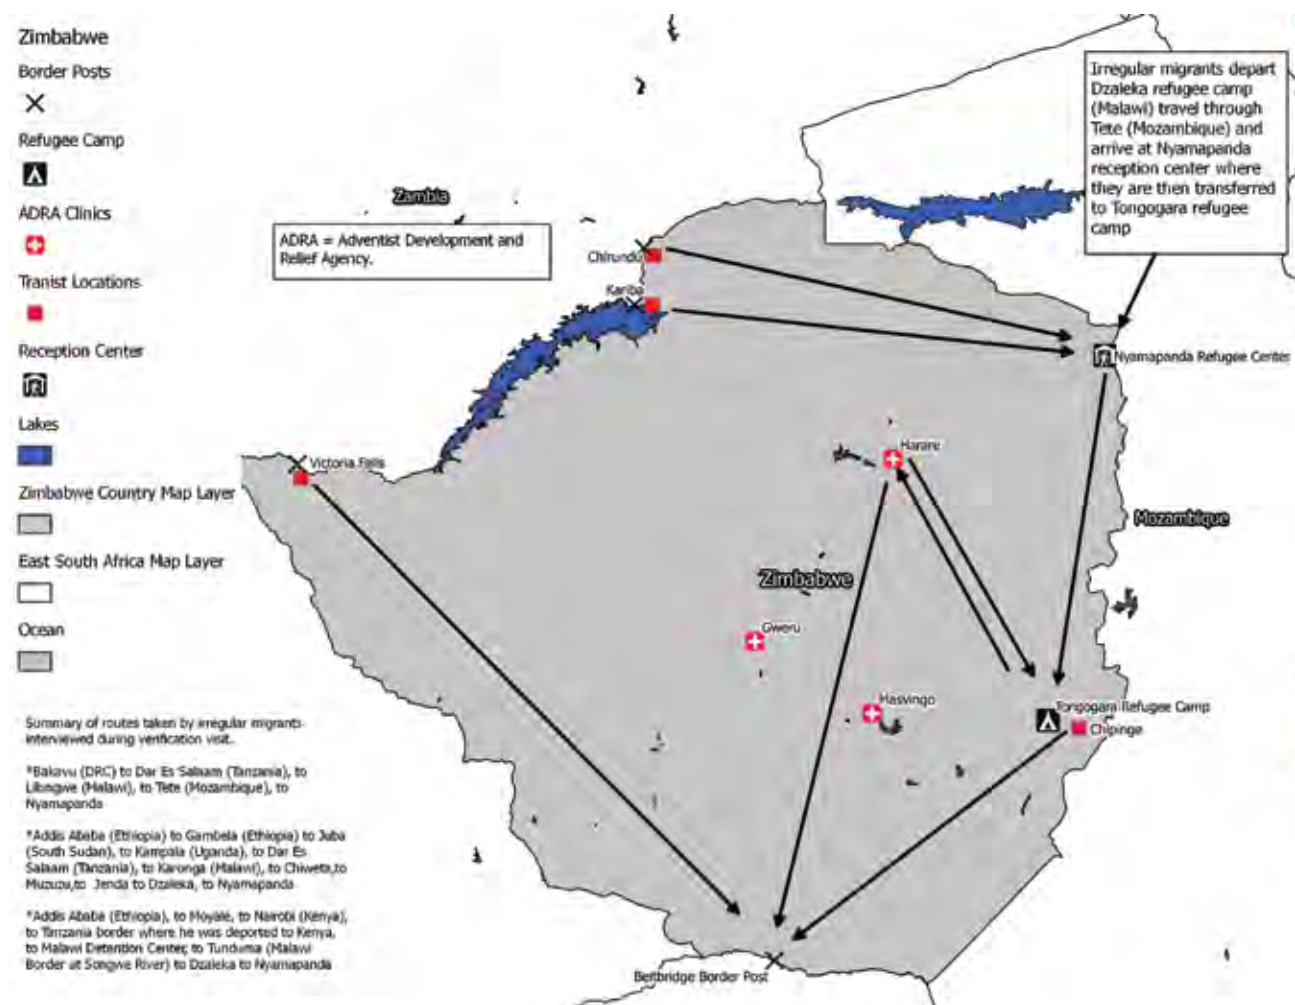 Zimbabwe
Border Posts
Refugee Camp
ADRA Clinics
Tranist Locations
Reception Center
Lakes
Zimbabwe Country Map Layer
East South Africa Map Layer
Ocean
Summary of routes taken by irregular migrants
interviewed during verification visit.
*Bakavu (DRC) to Dar Es Salaam (Tanzania), to
Lilongwe (Malawi), to Tete (Mozambique), to
Nyamapanda
*Addis Ababa (Ethiopia) to Gambela (Ethiopia) to Juba
(South Sudan), to Kampala (Uganda), to Dar Es
Salaam (Tanzania), to Karonga (Malawi), to Chiweta,to
Muzuzu,to Jenda to Dzaleka, to Nyamapanda
*Addis Ababa (Ethiopia), to Moyale, to Nairobi (Kenya),
to Tanzania border where he was deported to Kenya,
to Malawi Detention Center, to Tunduma (Malawi
Border at Songwe River) to Dzaleka to Nyamapanda
Zambia
ADRA = Adventist Development and
Relief Agency.
Irregular migrants depart
Dzaleka refugee camp
(Malawi) travel through
Tete (Mozambique) and
arrive at Nyamapanda
reception center where
they are then transferred
to Tongogara refugee
camp
Chirundu
Kariba
Nyamapanda Refugee Center
Harare
Victoria Falls
Mozambique
Zimbabwe
Gweru
Masvingo
Tongogara Refugee Camp
Chipinge
Beitbridge Border Post